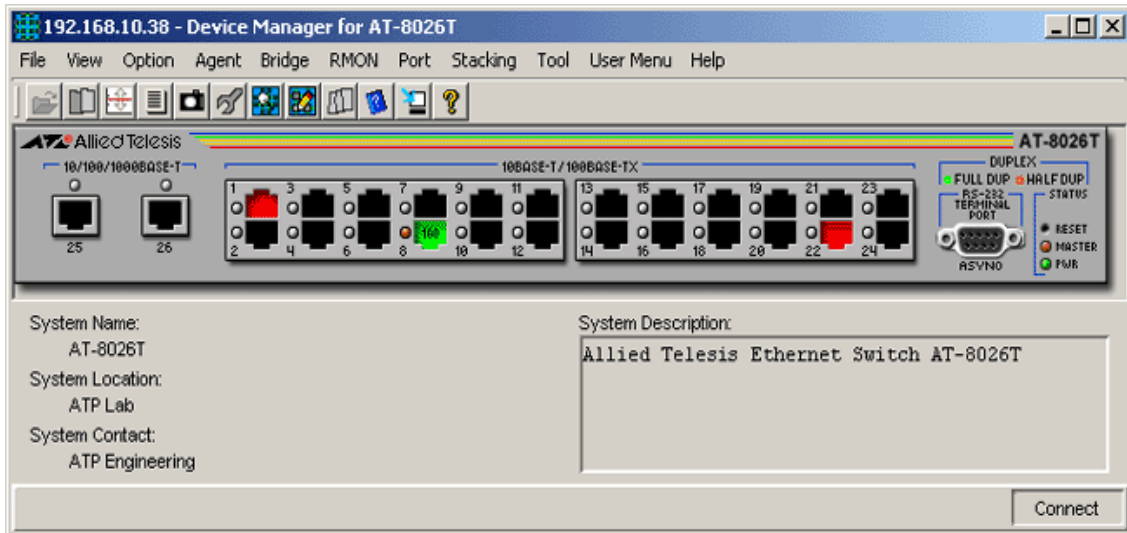 192.168.10.38 - Device Manager for AT-8026T
File View Option Agent Bridge RMON Port Stacking Tool User Menu Help
Allied Telesis
AT-8026T
10/100/1000BASE-T
10BASE-T/100BASE-TX
DUPLEX
FULL DUP HALF DUP
1 3 5 7 9 11 13 15 17 19 21 23
RS-232 TERMINAL PORT
STATUS
100
RESET
MASTER
PWR
25 26
2 4 6 8 10 12 14 16 18 20 22 24
ASYNO
System Name:
AT-8026T
System Location:
ATP Lab
System Contact:
ATP Engineering
System Description:
Allied Telesis Ethernet Switch AT-8026T
Connect